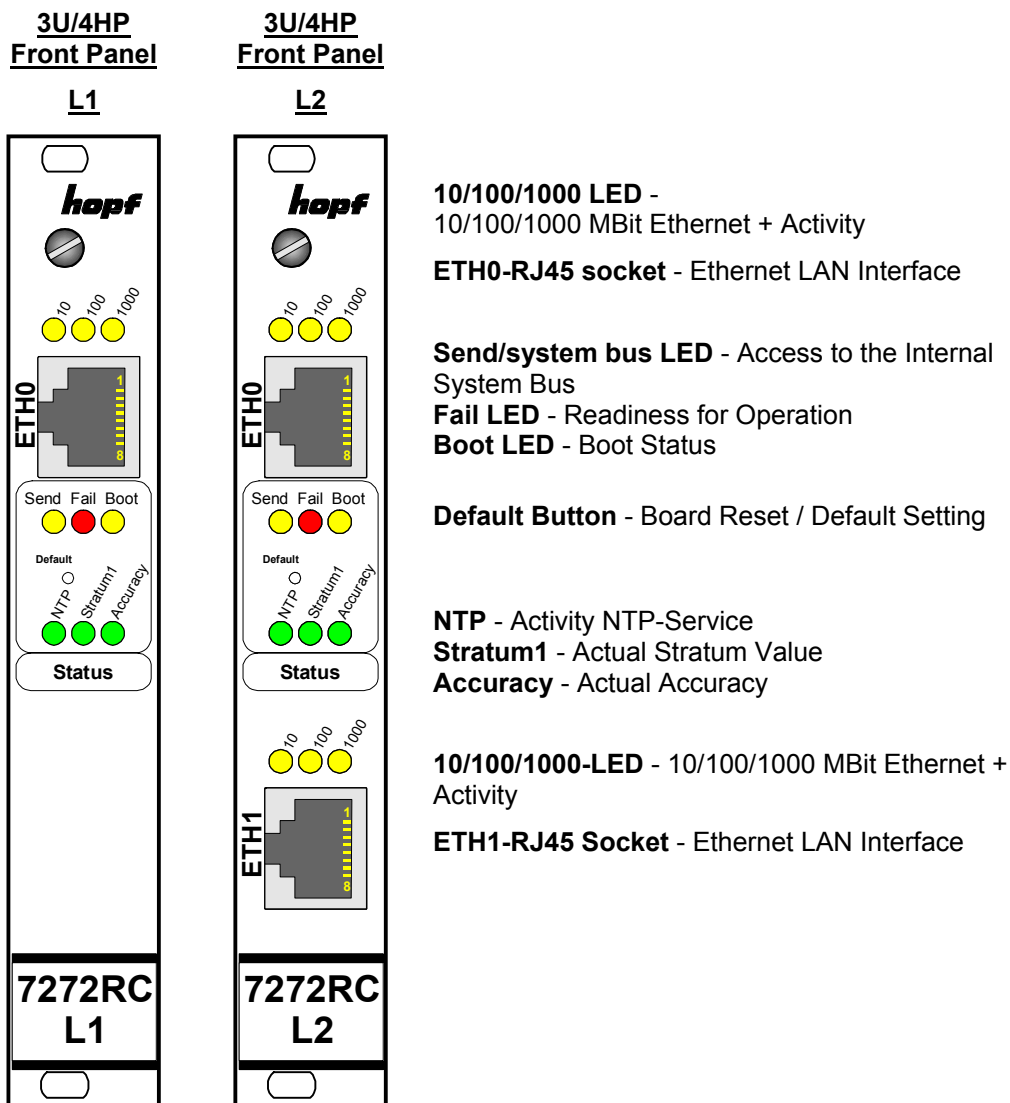 3U/4HP
Front Panel
L1
hopf
10 100 1000
ETH0
1
8
Send Fail Boot
Default
NTP Stratum1 Accuracy
Status
7272RC
L1
3U/4HP
Front Panel
L2
hopf
10 100 1000
ETH0
1
8
Send Fail Boot
Default
NTP Stratum1 Accuracy
Status
10 100 1000
ETH1
1
8
7272RC
L2
10/100/1000 LED -
10/100/1000 MBit Ethernet + Activity
ETH0-RJ45 socket - Ethernet LAN Interface
Send/system bus LED - Access to the Internal
System Bus
Fail LED - Readiness for Operation
Boot LED - Boot Status
Default Button - Board Reset / Default Setting
NTP - Activity NTP-Service
Stratum1 - Actual Stratum Value
Accuracy - Actual Accuracy
10/100/1000-LED - 10/100/1000 MBit Ethernet +
Activity
ETH1-RJ45 Socket - Ethernet LAN Interface